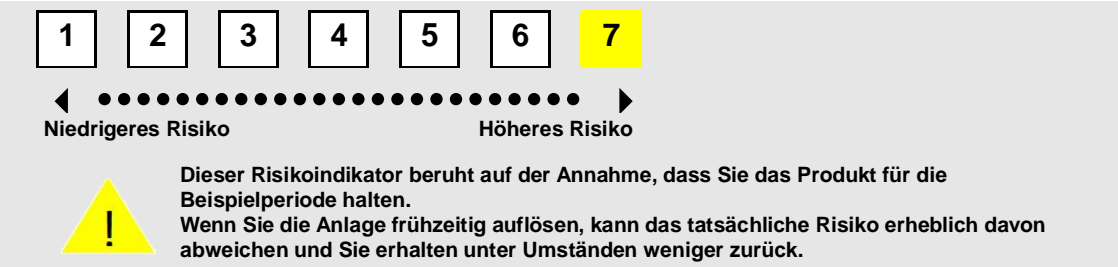 1 2 3 4 5 6 7
Niedrigeres Risiko Höheres Risiko
Dieser Risikoindikator beruht auf der Annahme, dass Sie das Produkt für die
Beispielperiode halten.
Wenn Sie die Anlage frühzeitig auflösen, kann das tatsächliche Risiko erheblich davon
abweichen und Sie erhalten unter Umständen weniger zurück.
!